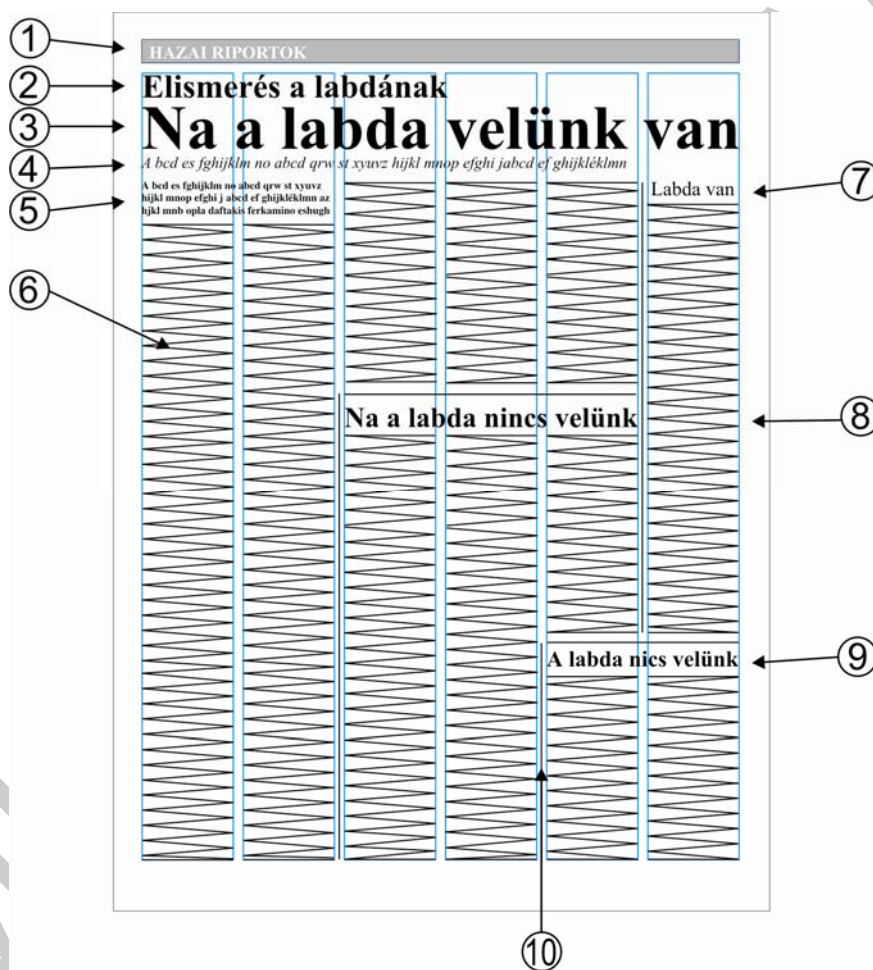 1
HAZAI RIPORTOK
2
Elismerés a labdának
3
Na a labda velünk van
4
A bcd es fghijklm no abcd qrw st xyuvz hijkl mnop efghi jabcd ef ghijkléklmn
5
A bcd es fghijklm no abcd qrw st xyuvz
hijkl mnop efghi j abcd ef ghijkléklmn az
hjkl mnb opla daftakis ferkamino eshugh
Labda van
7
6
Na a labda nincs velünk
8
A labda nics velünk
9
10